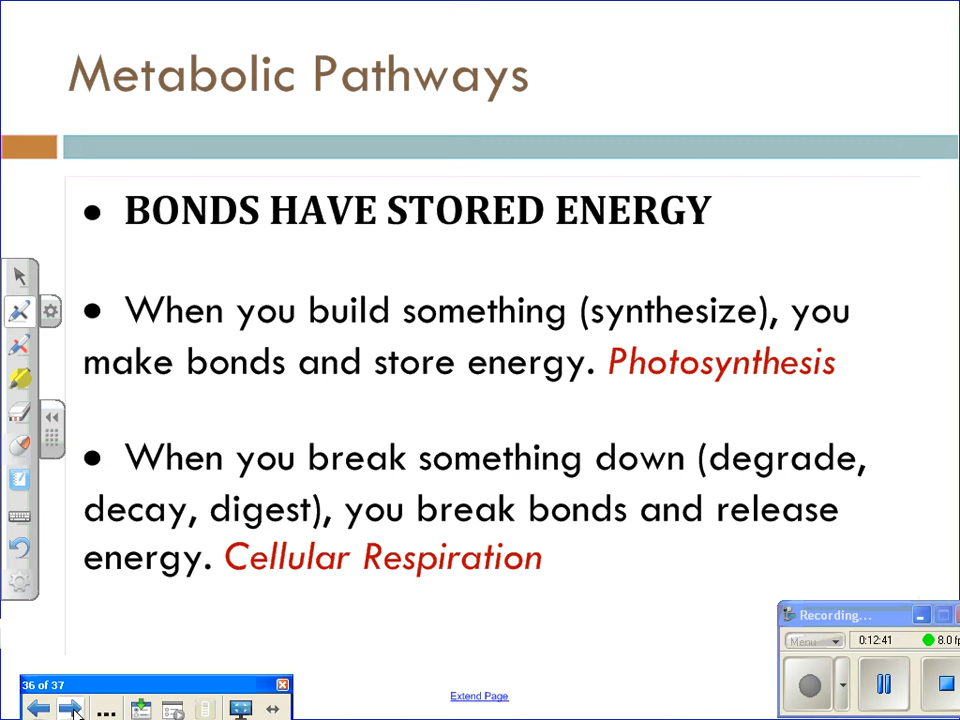 Metabolic Pathways
• BONDS HAVE STORED ENERGY
• When you build something (synthesize), you
make bonds and store energy. Photosynthesis
• When you break something down (degrade,
decay, digest), you break bonds and release
energy. Cellular Respiration
Recording...
Menu 0:12:41 8.0 fp
36 of 37
...
Extend Page